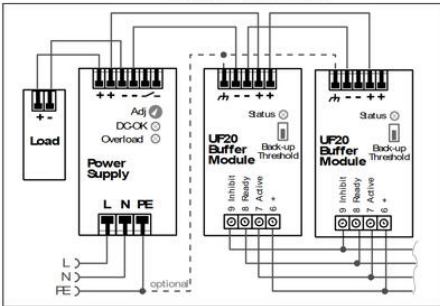 + + - - -
+ -
Load
Adj
DC-OK
Overload
Power
Supply
L N PE
- - + +
Status
UF20
Buffer
Module
Back-up
Threshold
9 Inhibit
8 Ready
7 Active
6 +
- - + +
Status
UF20
Buffer
Module
Back-up
Threshold
9 Inhibit
8 Ready
7 Active
6 +
L
N
PE
optional